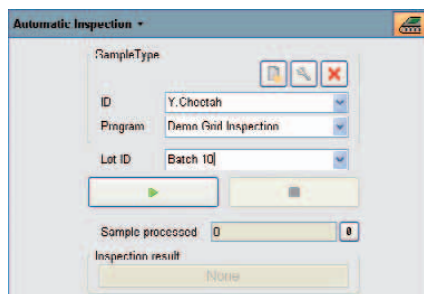 Automatic Inspection
SampleType
ID Y.Cheetah
Program Demo Grid Inspection
Lot ID Batch 10
Sample processed 0 0
Inspection result
None